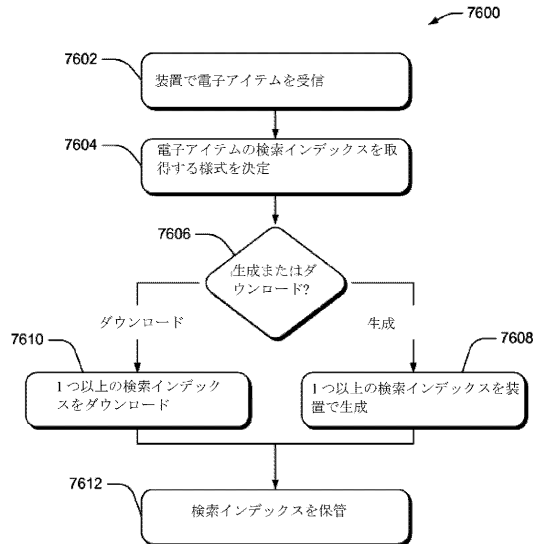 7600
7602
装置で電子アイテムを受信
7604
電子アイテムの検索インデックスを取
得する様式を決定
7606
生成またはダ
ウンロード?
ダウンロード
生成
7610
1つ以上の検索インデック
スをダウンロード
7608
1つ以上の検索インデックスを装
置で生成
7612
検索インデックスを保管